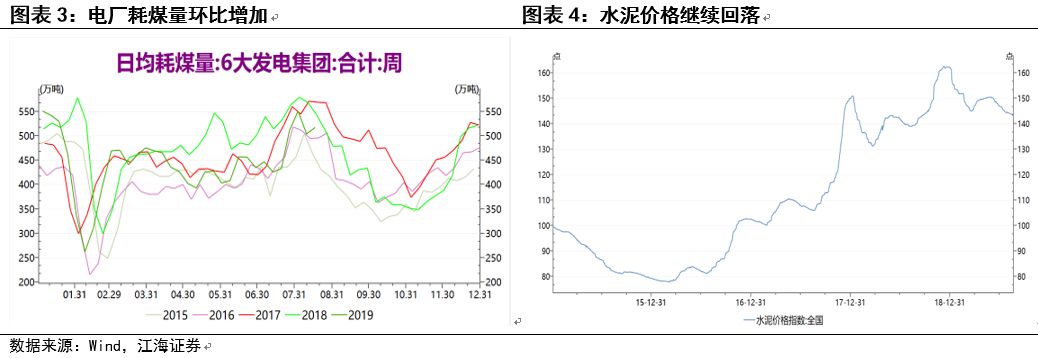 图表 3：电厂耗煤量环比增加
图表 4：水泥价格继续回落
日均耗煤量:6大发电集团:合计:周
(万吨) (万吨)
550 550
500 500
450 450
400 400
350 350
300 300
250 250
200 200
01.31 02.29 03.31 04.30 05.31 06.30 07.31 08.31 09.30 10.31 11.30 12.31
2015 2016 2017 2018 2019
点 点
160 160
150 150
140 140
130 130
120 120
110 110
100 100
90 90
80 80
15-12-31 16-12-31 17-12-31 18-12-31
水泥价格指数:全国
数据来源：Wind，江海证券